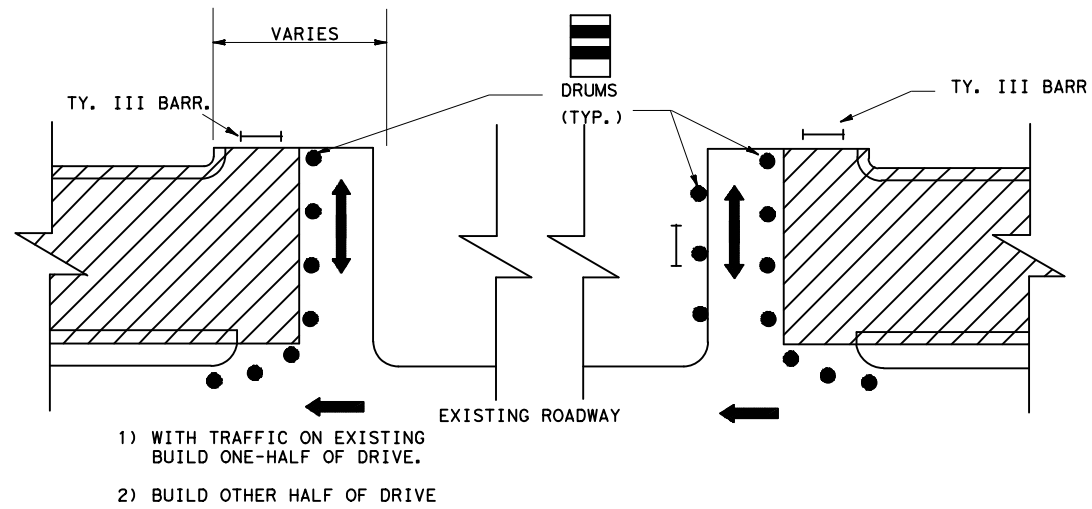 VARIES
TY. III BARR.
DRUMS
(TYP.)
TY. III BARR
EXISTING ROADWAY
1) WITH TRAFFIC ON EXISTING
BUILD ONE-HALF OF DRIVE.
2) BUILD OTHER HALF OF DRIVE